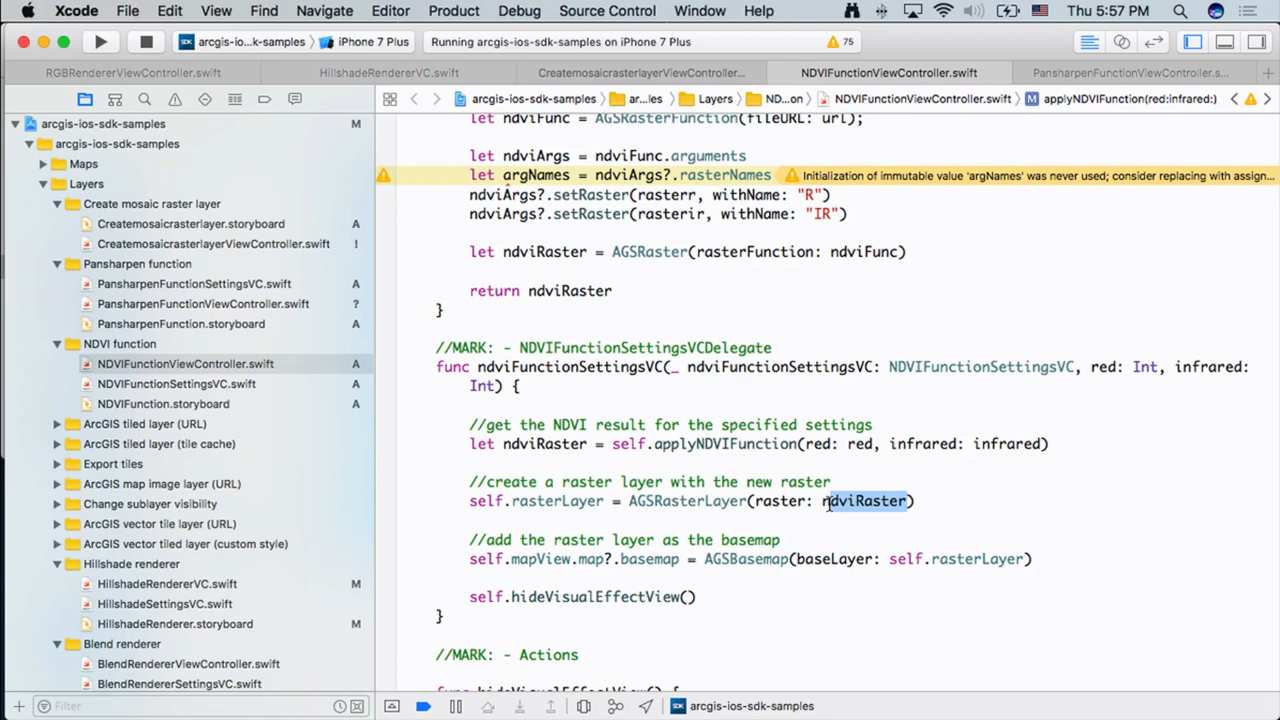 Xcode File Edit View Find Navigate Editor Product Debug Source Control Window Help Thu 5:57 PM
arcgis-io...k-samples iPhone 7 Plus Running arcgis-ios-sdk-samples on iPhone 7 Plus 75
RGBRendererViewController.swift HillshadeRendererVC.swift CreatemosaicrasterlayerViewController... NDVIFunctionViewController.swift PansharpenFunctionViewController.s...
arcgis-ios-sdk-samples ar...les Layers ND...on NDVIFunctionViewController.swift applyNDVIFunction(red:infrared:)
arcgis-ios-sdk-samples M
arcgis-ios-sdk-samples
Maps
Layers
Create mosaic raster layer
Createmosaicrasterlayer.storyboard A
CreatemosaicrasterlayerViewController.swift !
Pansharpen function
PansharpenFunctionSettingsVC.swift A
PansharpenFunctionViewController.swift ?
PansharpenFunction.storyboard A
NDVI function
NDVIFunctionViewController.swift A
NDVIFunctionSettingsVC.swift A
NDVIFunction.storyboard A
ArcGIS tiled layer (URL)
ArcGIS tiled layer (tile cache)
Export tiles
ArcGIS map image layer (URL)
Change sublayer visibility
ArcGIS vector tile layer (URL)
ArcGIS vector tiled layer (custom style)
Hillshade renderer
HillshadeRendererVC.swift M
HillshadeSettingsVC.swift
HillshadeRenderer.storyboard M
Blend renderer
BlendRendererViewController.swift
BlendRendererSettingsVC.swift
Filter
let ndviFunc = AGSRasterFunction(fileURL: url);
let ndviArgs = ndviFunc.arguments
let argNames = ndviArgs?.rasterNames Initialization of immutable value 'argNames' was never used; consider replacing with assign...
ndviArgs?.setRaster(rasterr, withName: "R")
ndviArgs?.setRaster(rasterir, withName: "IR")
let ndviRaster = AGSRaster(rasterFunction: ndviFunc)
return ndviRaster
}
//MARK: - NDVIFunctionSettingsVCDelegate
func ndviFunctionSettingsVC(_ ndviFunctionSettingsVC: NDVIFunctionSettingsVC, red: Int, infrared:
Int) {
//get the NDVI result for the specified settings
let ndviRaster = self.applyNDVIFunction(red: red, infrared: infrared)
//create a raster layer with the new raster
self.rasterLayer = AGSRasterLayer(raster: ndviRaster)
//add the raster layer as the basemap
self.mapView.map?.basemap = AGSBasemap(baseLayer: self.rasterLayer)
self.hideVisualEffectView()
}
//MARK: - Actions
func hideVisualEffectView() {
arcgis-ios-sdk-samples